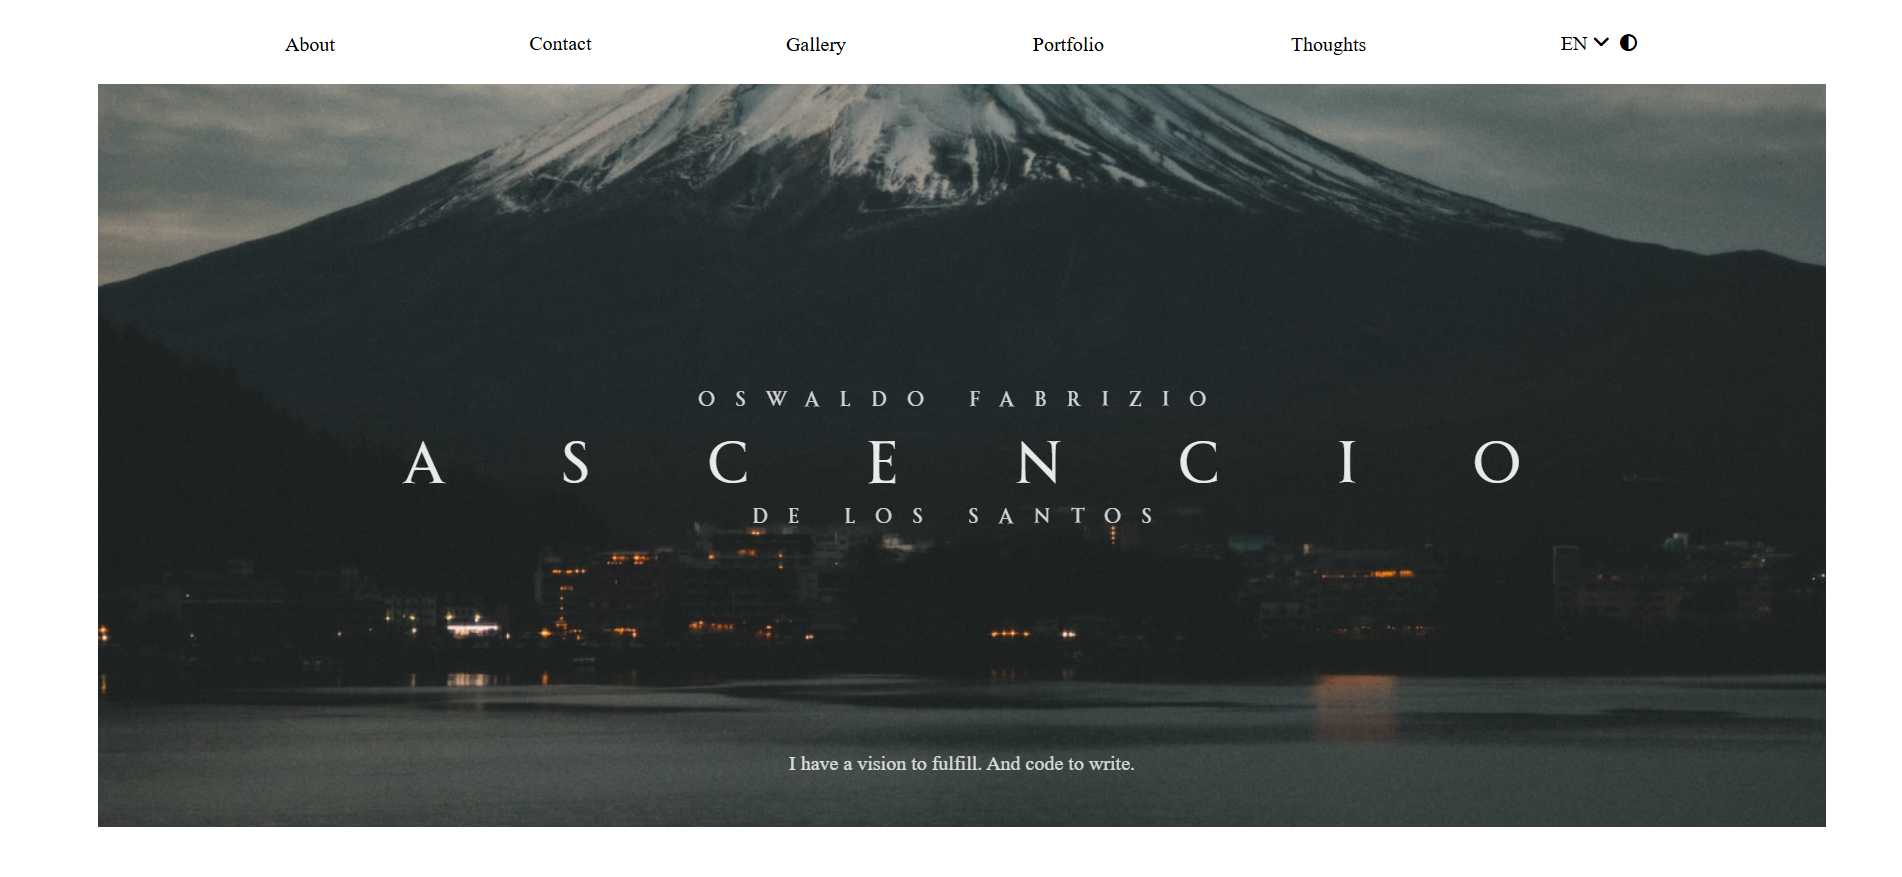 About Contact Gallery Portfolio Thoughts EN
OSWALDO FABRIZIO
ASCENCIO
DE LOS SANTOS
I have a vision to fulfill. And code to write.